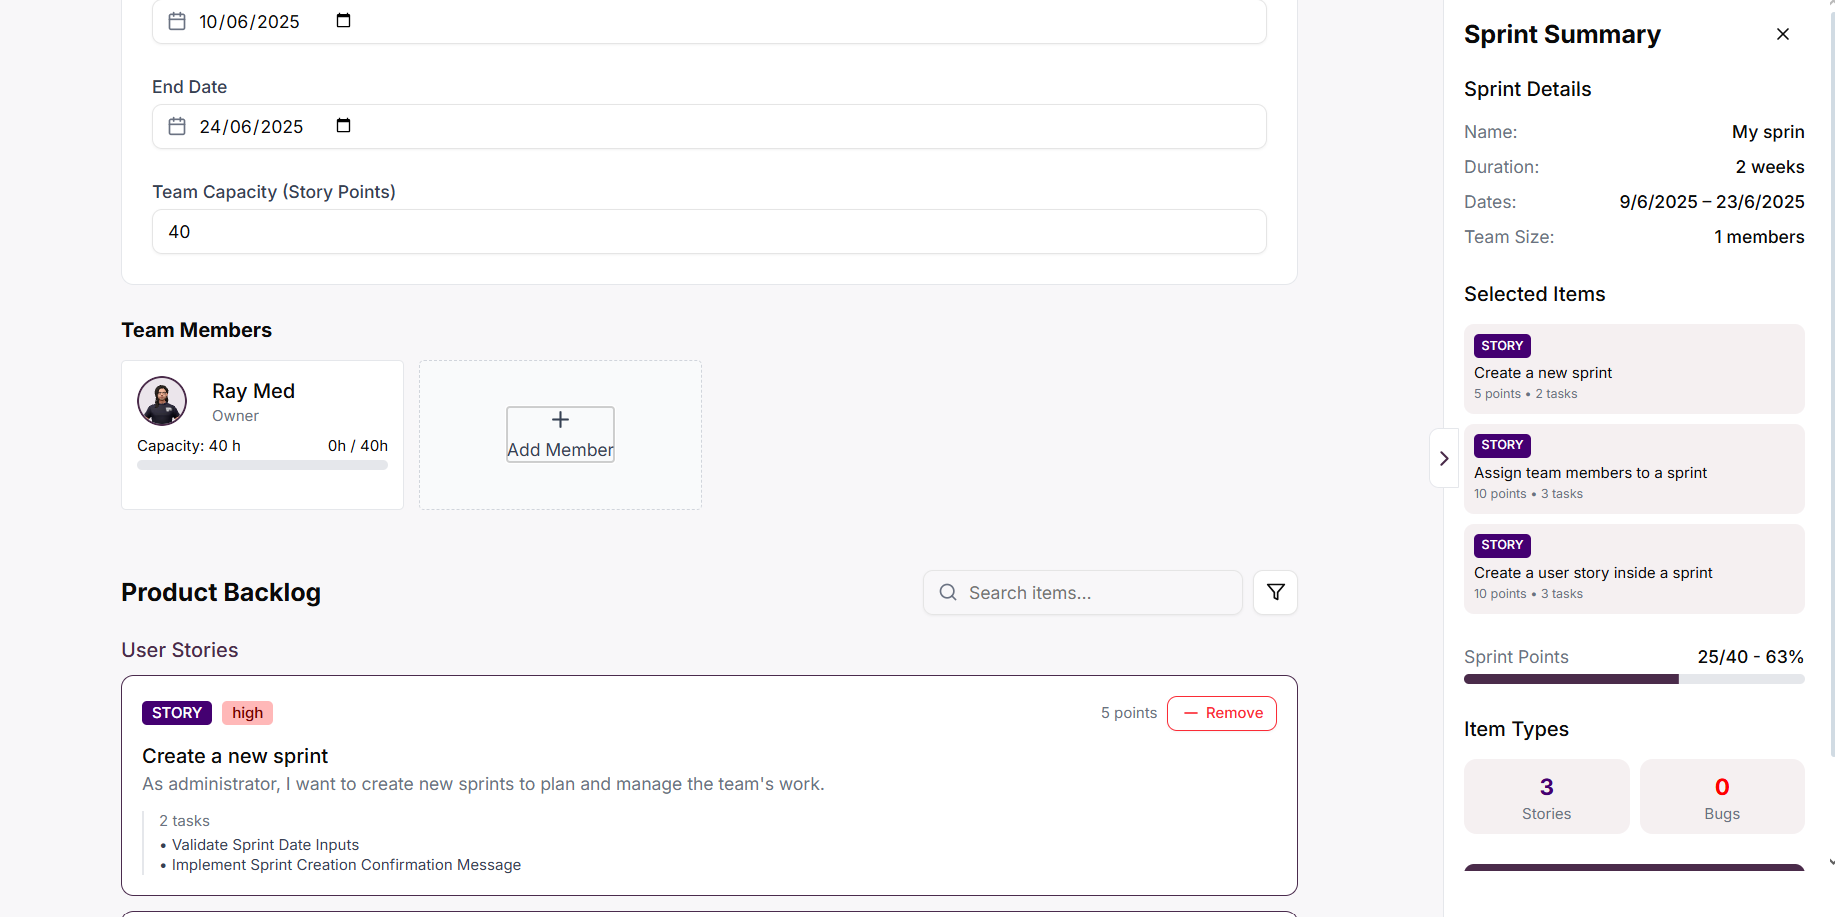 10/06/2025
End Date
24/06/2025
Team Capacity (Story Points)
40
Team Members
Ray Med
Owner
Capacity: 40 h 0h / 40h
Add Member
Product Backlog
Search items...
User Stories
STORY high 5 points Remove
Create a new sprint
As administrator, I want to create new sprints to plan and manage the team's work.
2 tasks
• Validate Sprint Date Inputs
• Implement Sprint Creation Confirmation Message
Sprint Summary
Sprint Details
Name: My sprin
Duration: 2 weeks
Dates: 9/6/2025 – 23/6/2025
Team Size: 1 members
Selected Items
STORY
Create a new sprint
5 points • 2 tasks
STORY
Assign team members to a sprint
10 points • 3 tasks
STORY
Create a user story inside a sprint
10 points • 3 tasks
Sprint Points 25/40 - 63%
Item Types
3 0
Stories Bugs